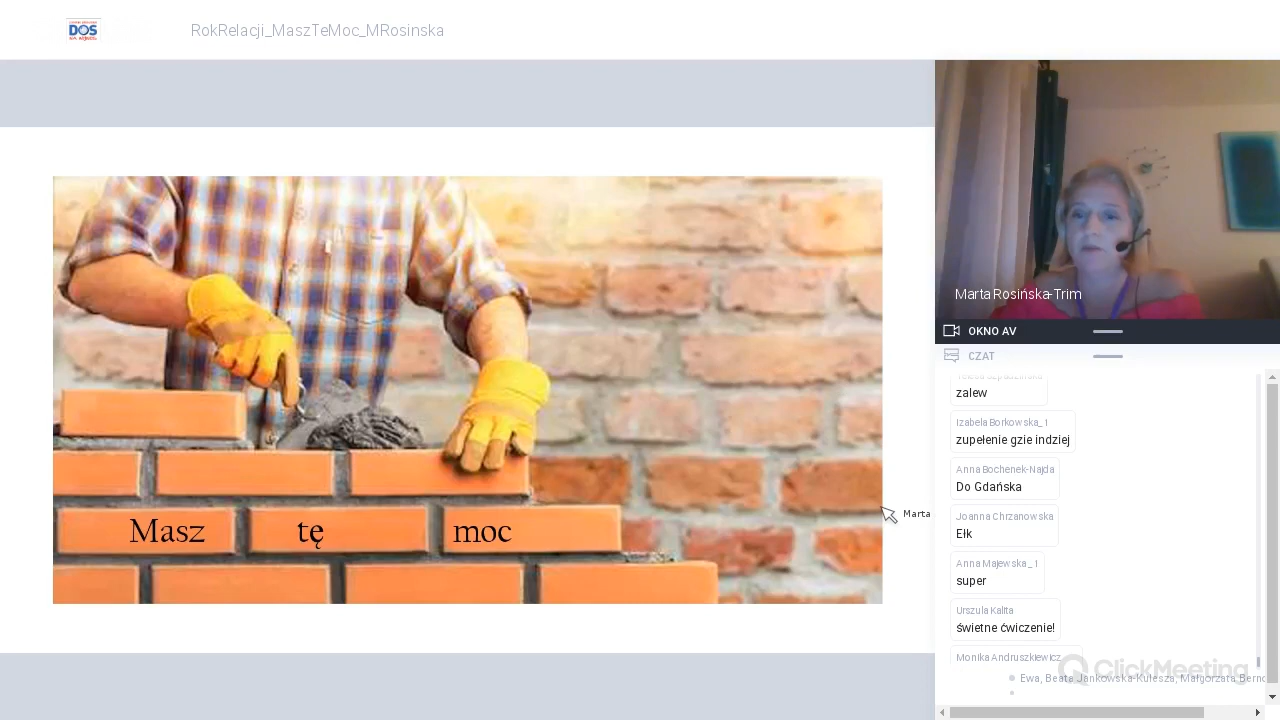 DOS
RokRelacji_MaszTeMoc_MRosinska
Marta Rosińska-Trim
OKNO AV
CZAT
zalew
Izabela Borkowska_1
zupełenie gzie indziej
Anna Bochenek-Najda
Do Gdańska
Joanna Chrzanowska
Ełk
Anna Majewska_1
super
Urszula Kalita
świetne ćwiczenie!
Monika Andruszkiewicz
ClickMeeting
Ewa, Beata Jankowska-Kulesza, Małgorzata Berna
Masz tę moc
Marta